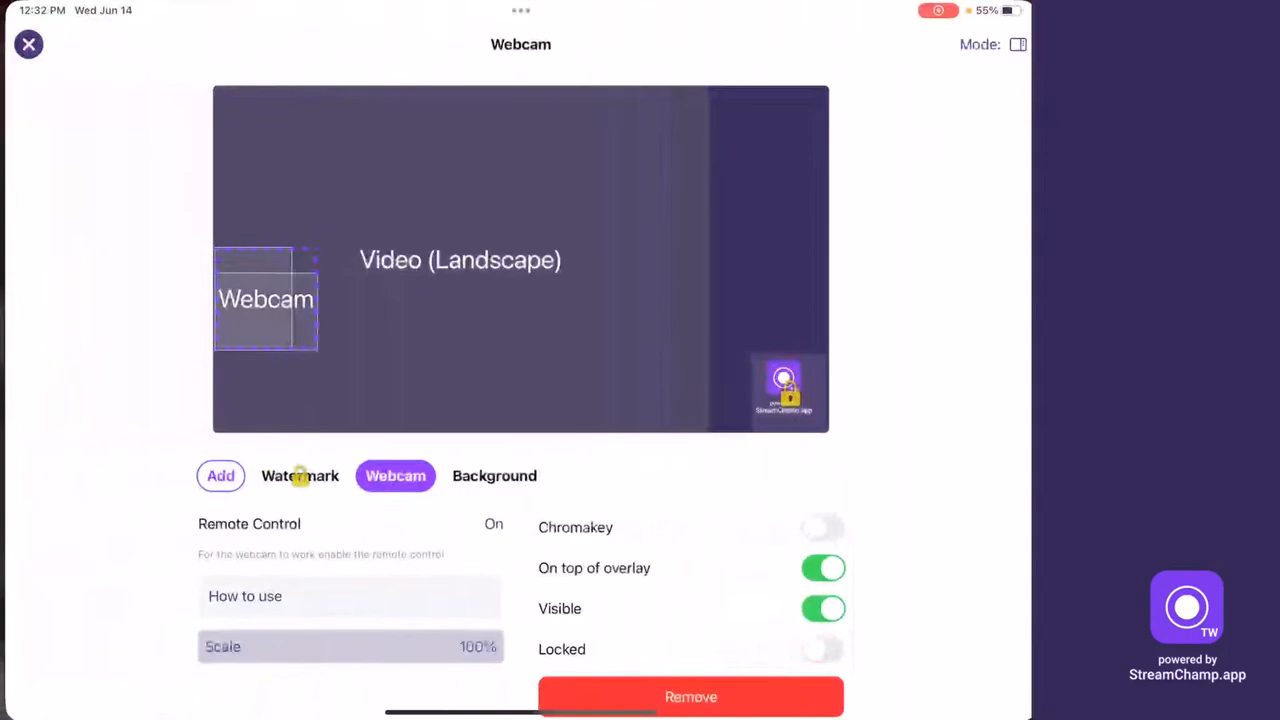 12:32 PM Wed Jun 14
55%
Webcam
Mode:
Video (Landscape)
Webcam
StreamChamp.app
Add
Watermark
Webcam
Background
Remote Control
On
For the webcam to work enable the remote control
How to use
Scale
100%
Chromakey
On top of overlay
Visible
Locked
Remove
TW
powered by
StreamChamp.app